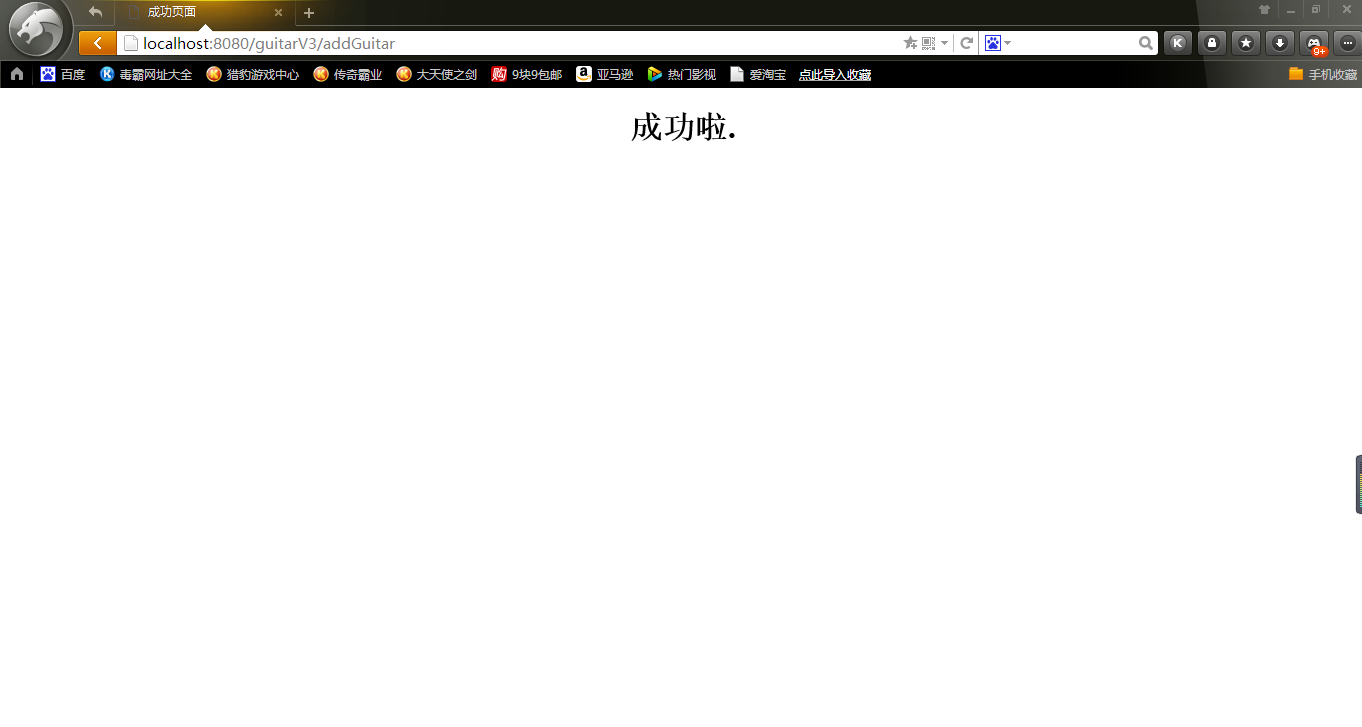 成功页面
localhost:8080/guitarV3/addGuitar
K 9+
百度 毒霸网址大全 猎豹游戏中心 传奇霸业 大天使之剑 购 9块9包邮 亚马逊 热门影视 爱淘宝 点此导入收藏 手机收藏
成功啦.